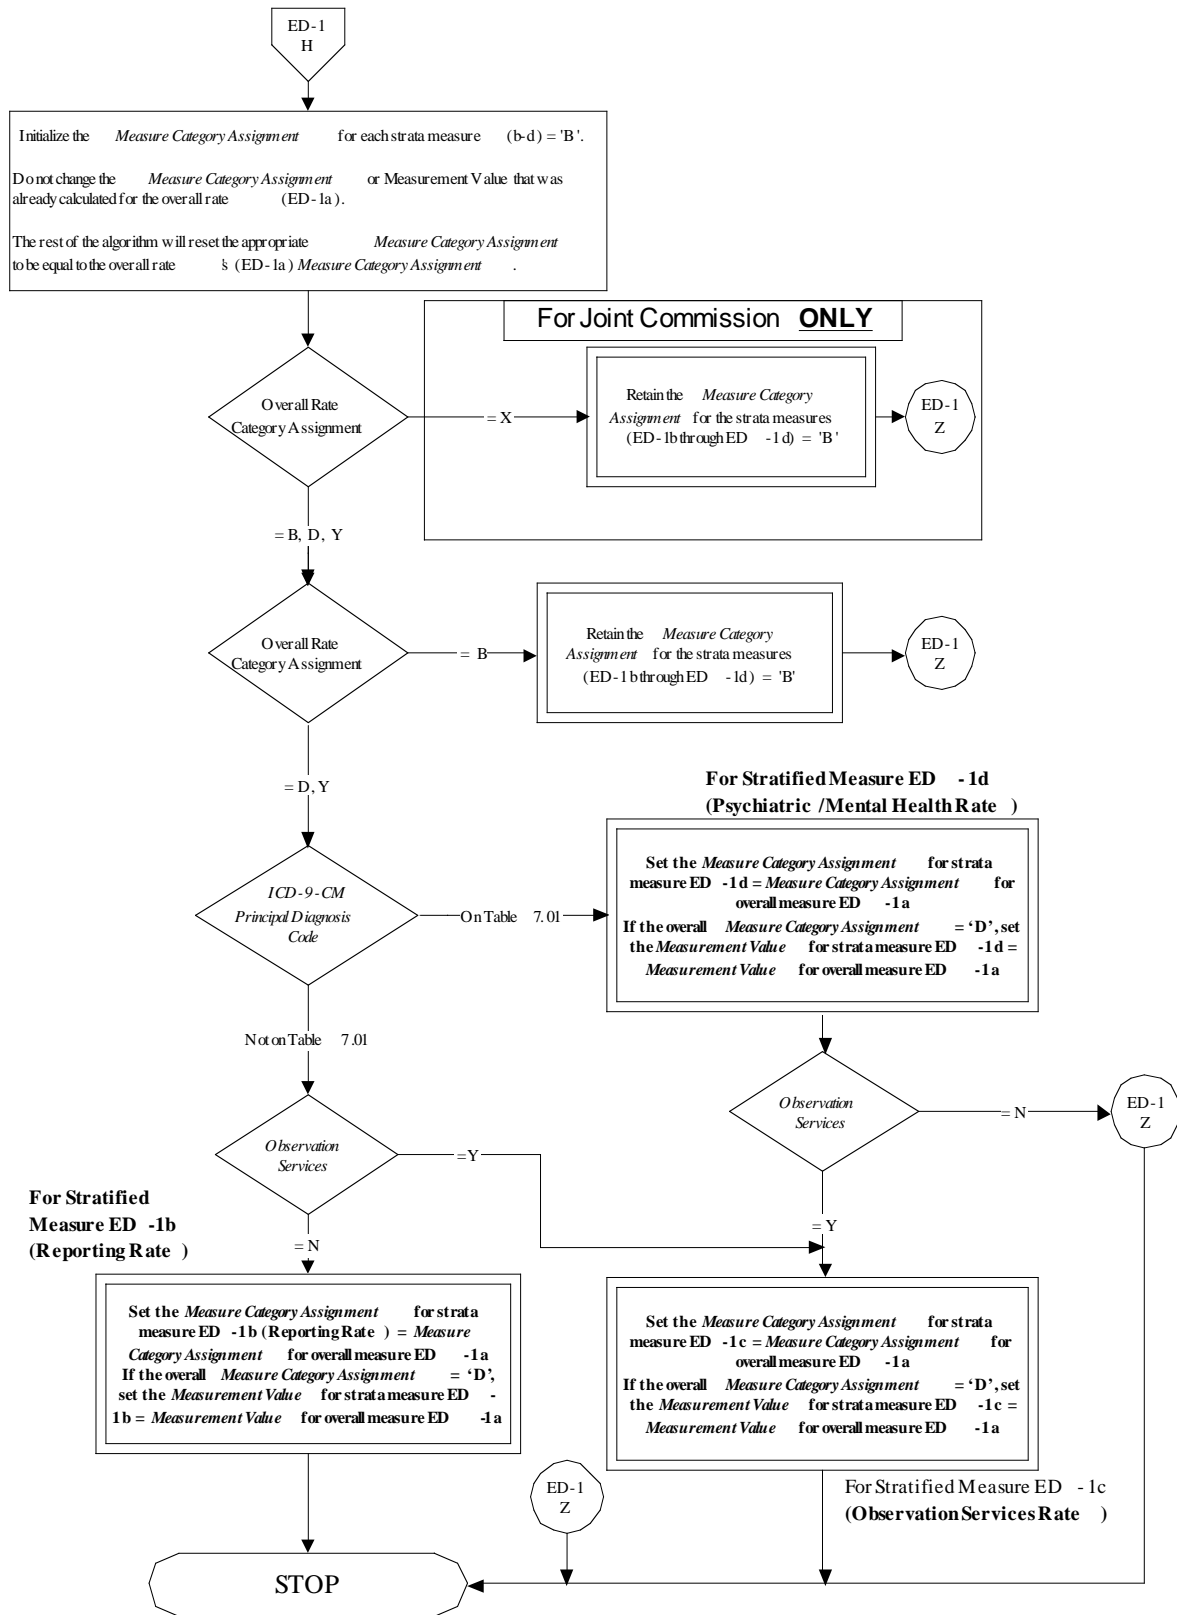 ED-1
H
Initialize the Measure Category Assignment for each strata measure (b-d) = 'B'.
Do not change the Measure Category Assignment or Measurement Value that was
already calculated for the overall rate (ED-1a).
The rest of the algorithm will reset the appropriate Measure Category Assignment
to be equal to the overall rate 's (ED-1a) Measure Category Assignment .
For Joint Commission ONLY
Overall Rate
Category Assignment
= X
Retain the Measure Category
Assignment for the strata measures
(ED-1b through ED -1d) = 'B'
ED-1
Z
= B, D, Y
Overall Rate
Category Assignment
= B
Retain the Measure Category
Assignment for the strata measures
(ED-1b through ED -1d) = 'B'
ED-1
Z
= D, Y
For Stratified Measure ED -1d
(Psychiatric /Mental Health Rate )
ICD-9-CM
Principal Diagnosis
Code
On Table 7.01
Set the Measure Category Assignment for strata
measure ED -1d = Measure Category Assignment for
overall measure ED -1a
If the overall Measure Category Assignment = ‘D’, set
the Measurement Value for strata measure ED -1d =
Measurement Value for overall measure ED -1a
Not on Table 7.01
Observation
Services
= N
ED-1
Z
Observation
Services
=Y
For Stratified
Measure ED -1b
(Reporting Rate )
= N
= Y
Set the Measure Category Assignment for strata
measure ED -1b (Reporting Rate ) = Measure
Category Assignment for overall measure ED -1a
If the overall Measure Category Assignment = ‘D’,
set the Measurement Value for strata measure ED -
1b = Measurement Value for overall measure ED -1a
Set the Measure Category Assignment for strata
measure ED -1c = Measure Category Assignment for
overall measure ED -1a
If the overall Measure Category Assignment = ‘D’, set
the Measurement Value for strata measure ED -1c =
Measurement Value for overall measure ED -1a
ED-1
Z
For Stratified Measure ED -1c
(Observation Services Rate )
STOP